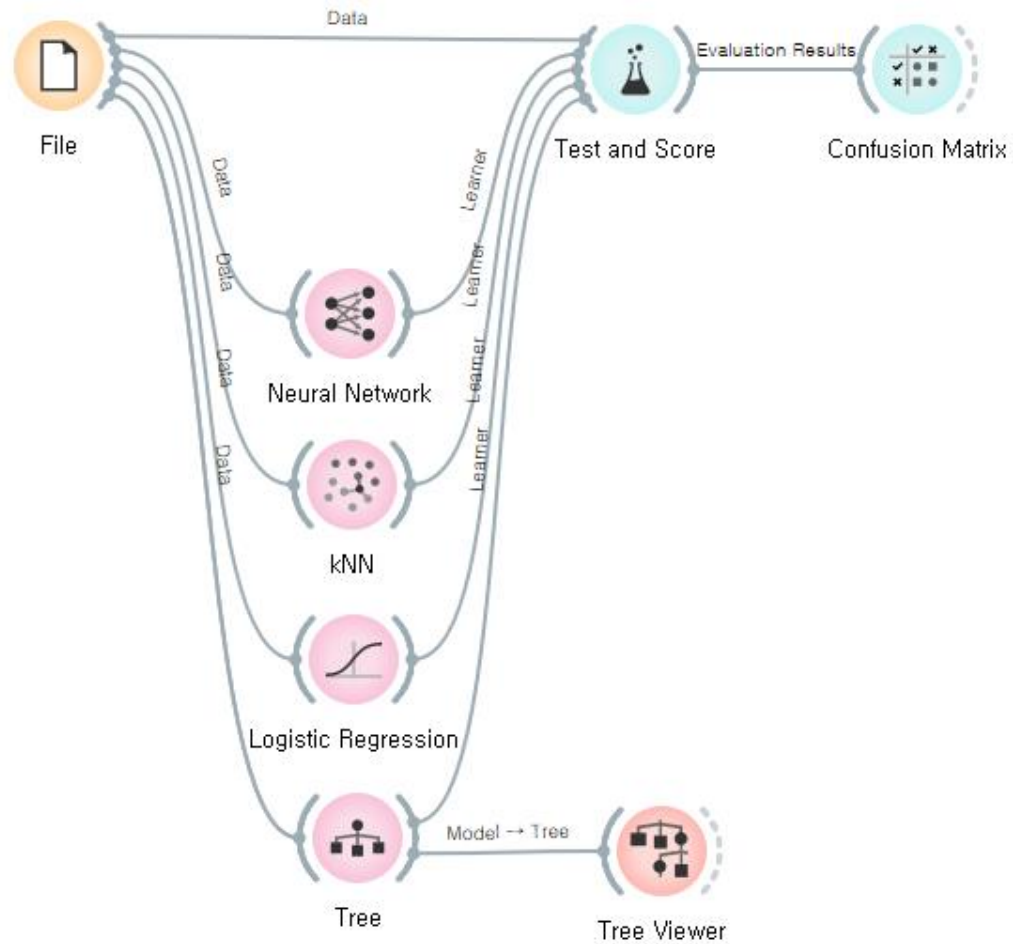 Data
File
Test and Score
Evaluation Results
Confusion Matrix
Data
Learner
Data
Learner
Neural Network
Data
Learner
Data
Learner
kNN
Logistic Regression
Tree
Model → Tree
Tree Viewer